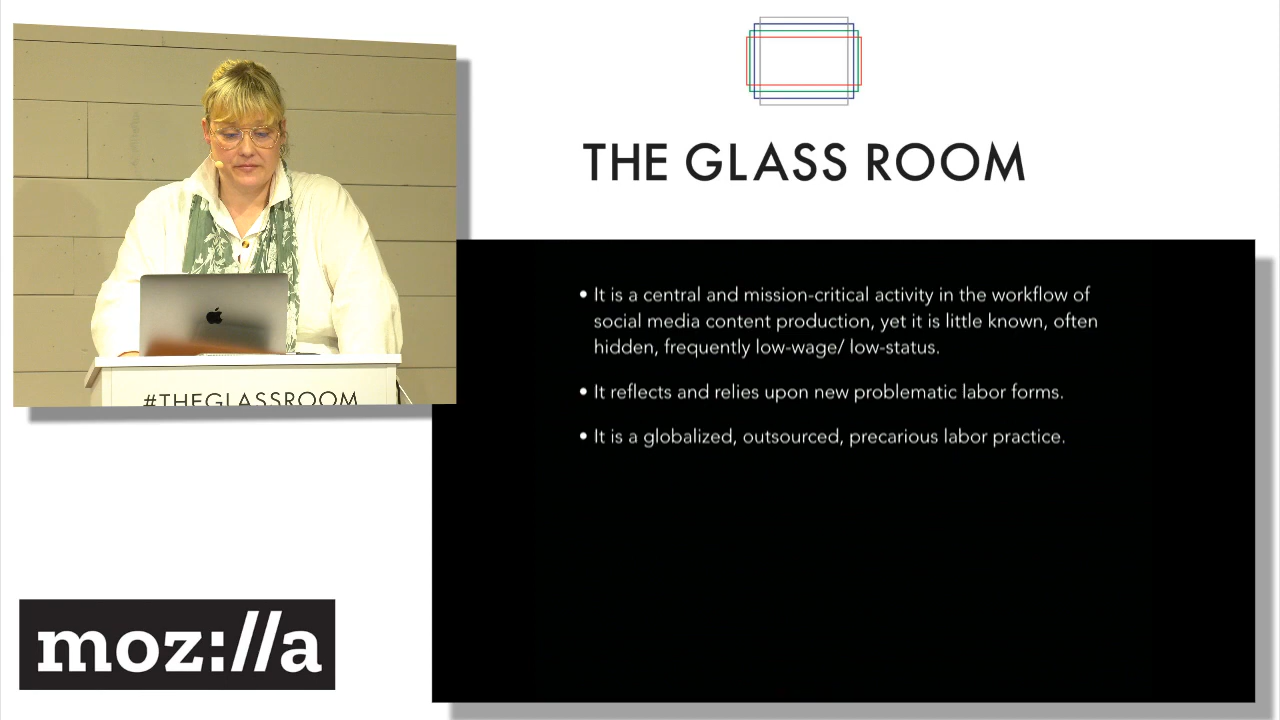 THE GLASS ROOM
• It is a central and mission-critical activity in the workflow of
social media content production, yet it is little known, often
hidden, frequently low-wage/ low-status.
• It reflects and relies upon new problematic labor forms.
• It is a globalized, outsourced, precarious labor practice.
#THEGLASSROOM
moz://a